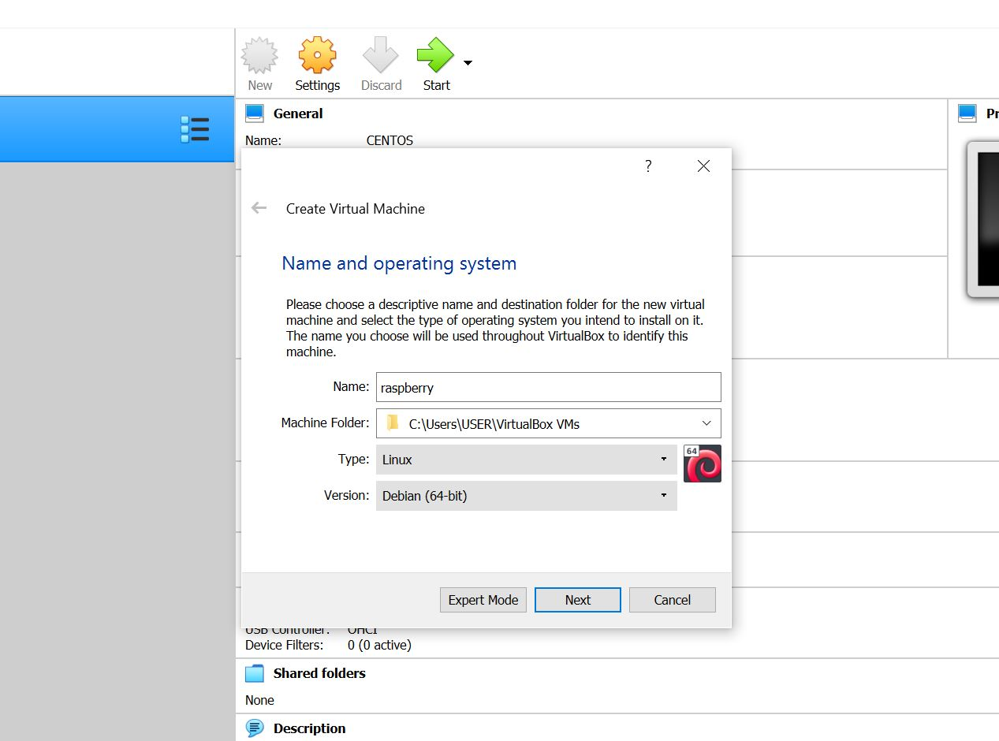 New
Settings
Discard
Start
General
Pr
Name: CENTOS
?
Create Virtual Machine
Name and operating system
Please choose a descriptive name and destination folder for the new virtual
machine and select the type of operating system you intend to install on it.
The name you choose will be used throughout VirtualBox to identify this
machine.
Name: raspberry
Machine Folder: C:\Users\USER\VirtualBox VMs
Type: Linux
64
Version: Debian (64-bit)
Expert Mode
Next
Cancel
USB Controller: OHCI
Device Filters: 0 (0 active)
Shared folders
None
Description